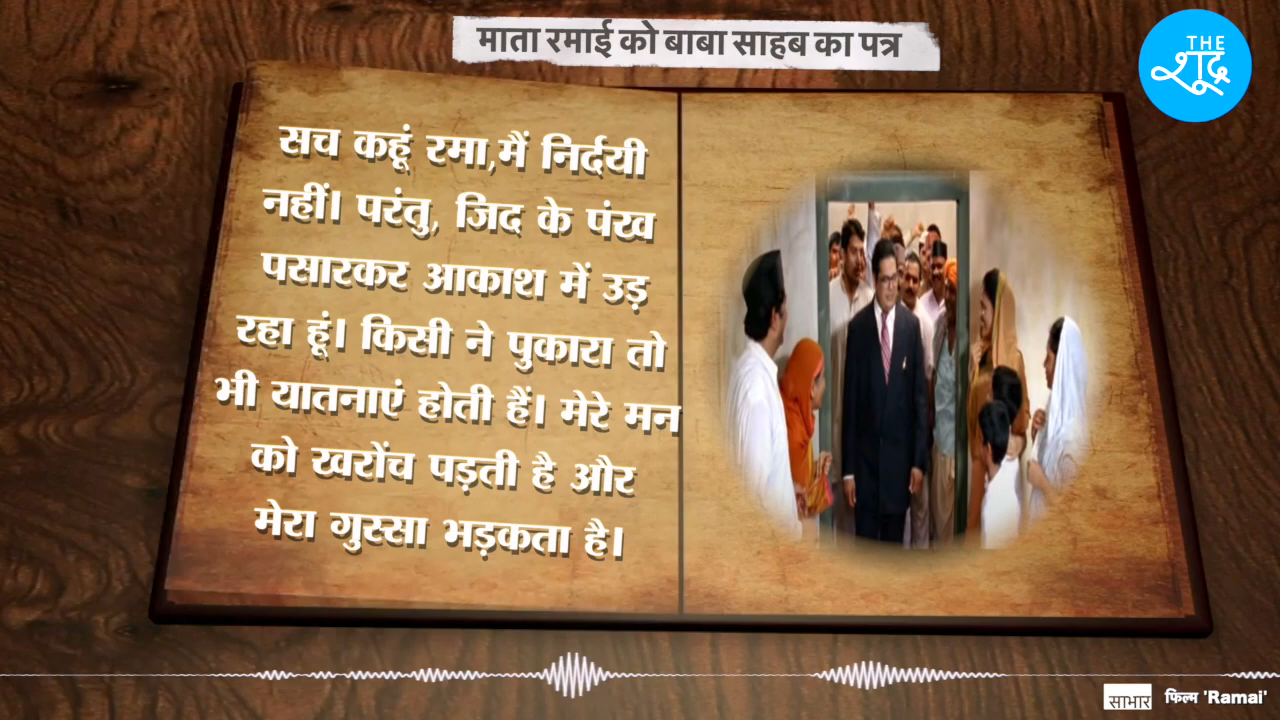 माता रमाई को बाबा साहब का पत्र
THE
शूद्र
सच कहूं रमा,मैं निर्दयी
नहीं। परंतु, जिद के पंख
पसारकर आकाश में उड़
रहा हूं। किसी ने पुकारा तो
भी यातनाएं होती हैं। मेरे मन
को खरोंच पड़ती है और
मेरा गुस्सा भड़कता है।
साभार फिल्म 'Ramai'